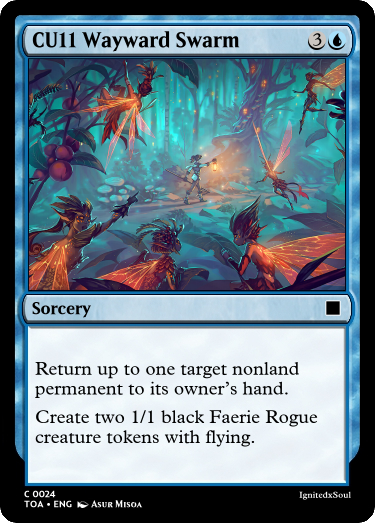 CU11 Wayward Swarm 3
Sorcery
Return up to one target nonland
permanent to its owner's hand.
Create two 1/1 black Faerie Rogue
creature tokens with flying.
C 0024
TOA • ENG Asur Misoa
IgnitedxSoul